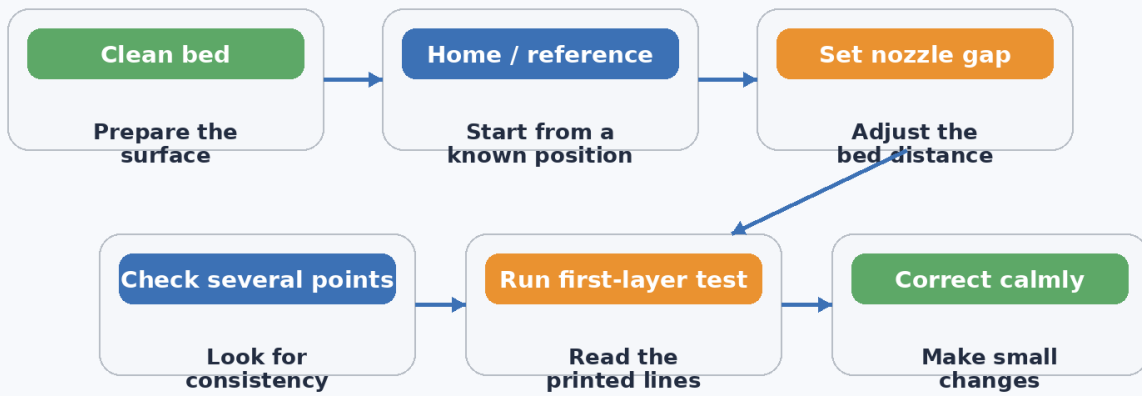 Clean bed
Prepare the
surface
Home / reference
Start from a
known position
Set nozzle gap
Adjust the
bed distance
Check several points
Look for
consistency
Run first-layer test
Read the
printed lines
Correct calmly
Make small
changes